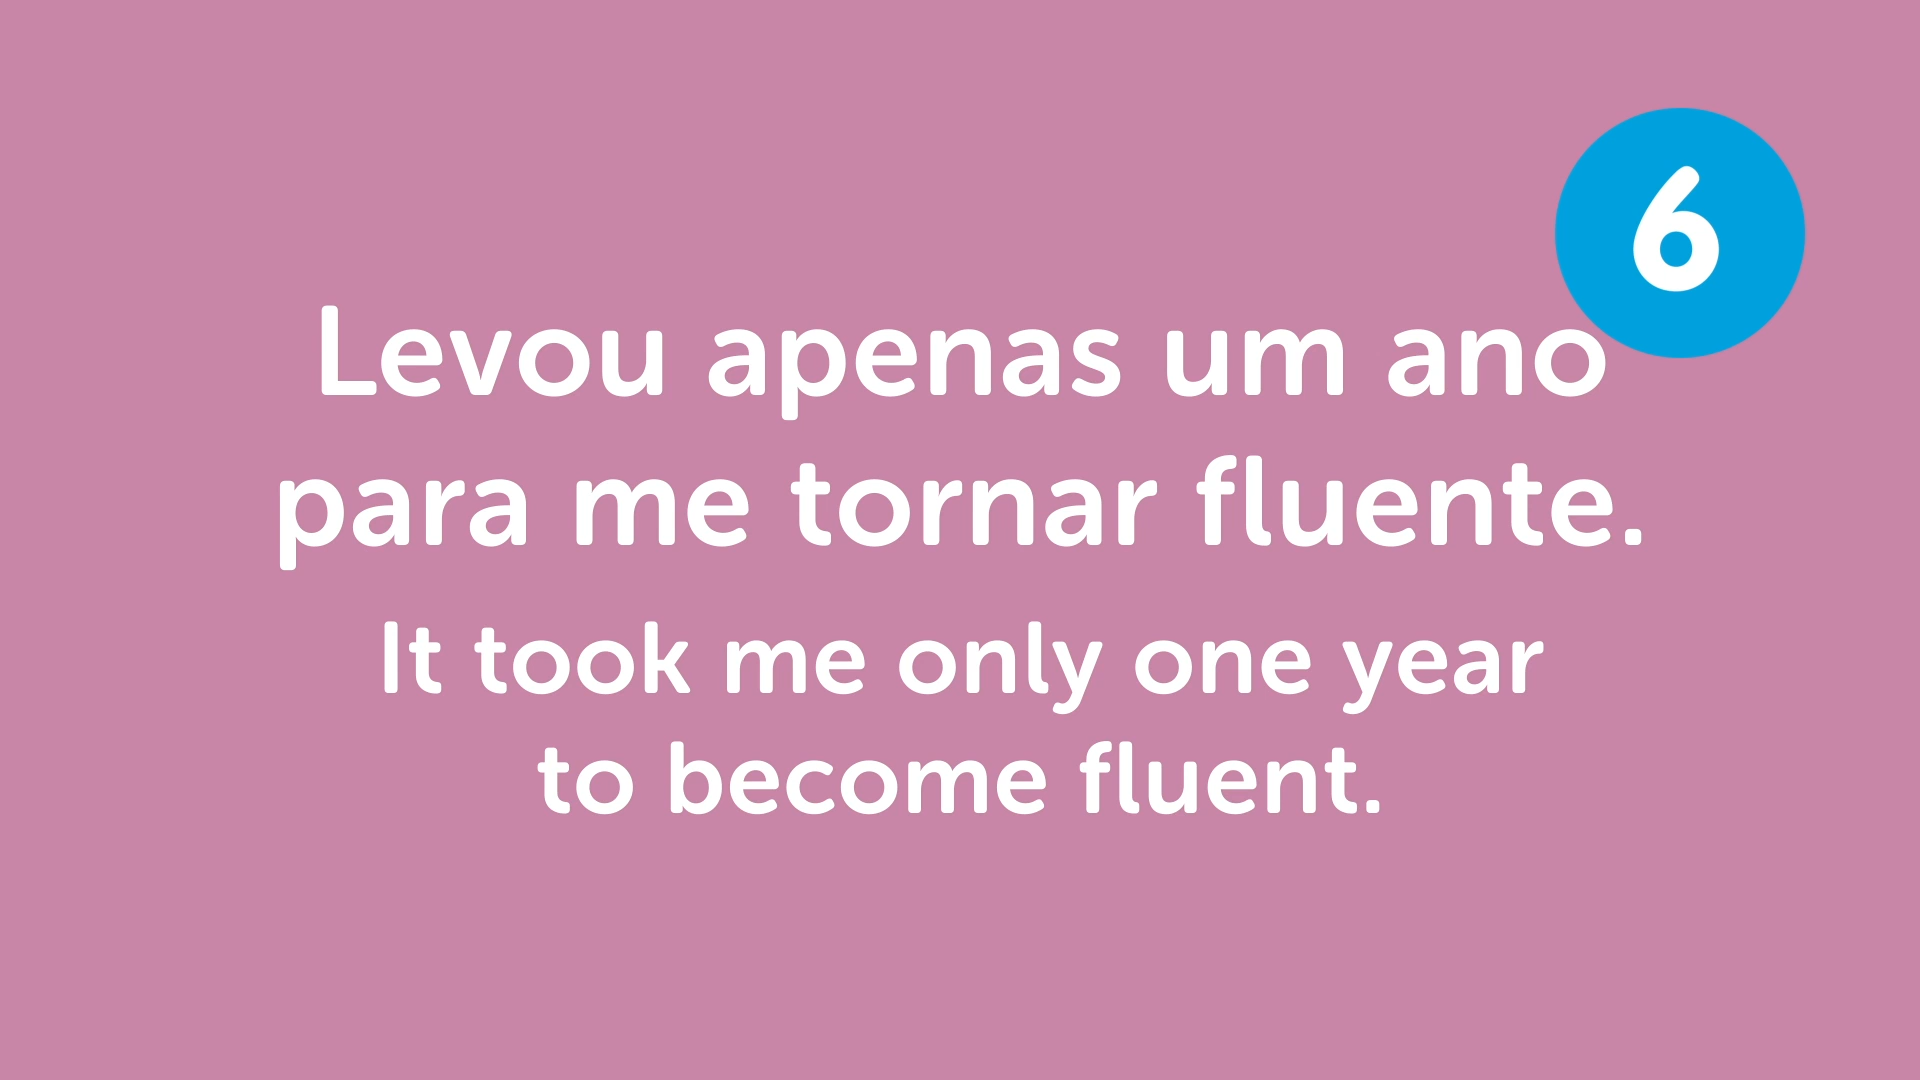 6
Levou apenas um ano
para me tornar fluente.
It took me only one year
to become fluent.